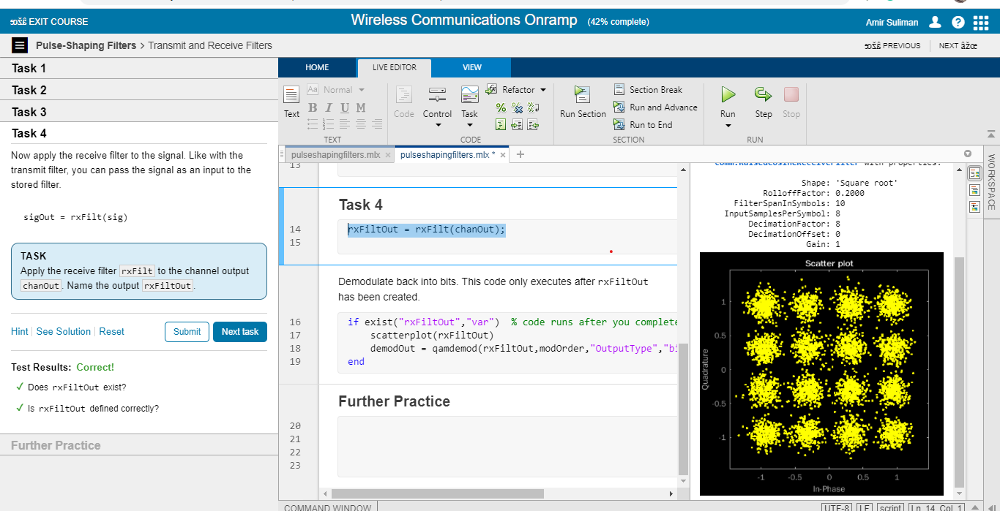 ºožß EXIT COURSE
Wireless Communications Onramp (42% complete)
Amir Suliman
Pulse-Shaping Filters > Transmit and Receive Filters
PREVIOUS
NEXT âžœ
Task 1
Task 2
Task 3
Task 4
Now apply the receive filter to the signal. Like with the
transmit filter, you can pass the signal as an input to the
stored filter.
sigOut = rxFilt(sig)
TASK
Apply the receive filter rxFilt to the channel output
chanOut. Name the output rxFiltOut.
Hint
See Solution
Reset
Submit
Next task
Test Results: Correct!
✓ Does rxFiltOut exist?
✓ Is rxFiltOut defined correctly?
Further Practice
HOME
LIVE EDITOR
VIEW
Text
Aa Normal
B I U M
TEXT
Code
Control
Task
Refactor
CODE
Run Section
Section Break
Run and Advance
Run to End
SECTION
Run
Step
Stop
RUN
pulseshapingfilters.mlx ×
pulseshapingfilters.mlx * ×
+
13
Task 4
14 rxFiltOut = rxFilt(chanOut);
15
Demodulate back into bits. This code only executes after rxFiltOut
has been created.
16 if exist("rxFiltOut","var") % code runs after you complete
17 scatterplot(rxFiltOut)
18 demodOut = qamdemod(rxFiltOut,modOrder,"OutputType","bi
19 end
Further Practice
20
21
22
23
comm.RaisedCosineReceiveFilter with properties:
Shape: 'Square root'
RolloffFactor: 0.2000
FilterSpanInSymbols: 10
InputSamplesPerSymbol: 8
DecimationFactor: 8
DecimationOffset: 0
Gain: 1
Scatter plot
Quadrature
1
0.5
0
-0.5
-1
-1 -0.5 0 0.5 1
In-Phase
WORKSPACE
COMMAND WINDOW
UTF-8 LF script Ln 14 Col 1